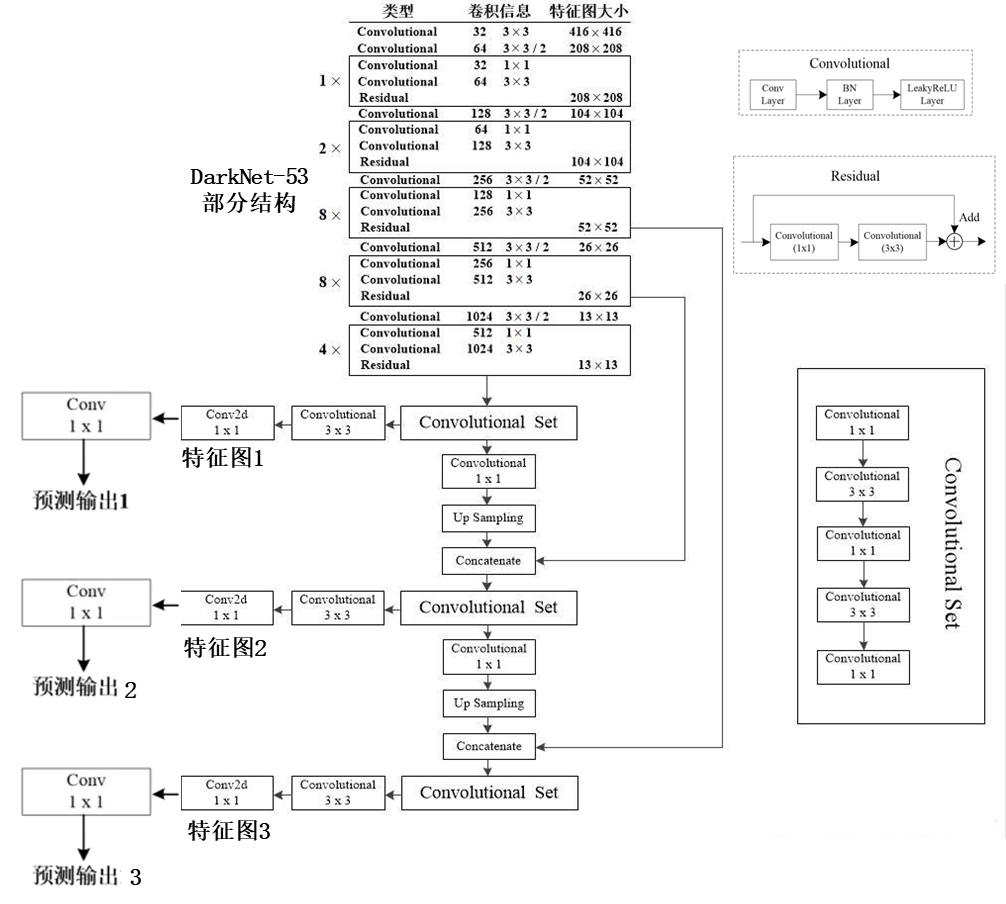 类型 卷积信息 特征图大小
Convolutional 32 3×3 416×416
Convolutional 64 3×3/2 208×208
1×
Convolutional 32 1×1
Convolutional 64 3×3
Residual 208×208
Convolutional 128 3×3/2 104×104
2×
Convolutional 64 1×1
Convolutional 128 3×3
Residual 104×104
DarkNet-53
部分结构
Convolutional 256 3×3/2 52×52
8×
Convolutional 128 1×1
Convolutional 256 3×3
Residual 52×52
Convolutional 512 3×3/2 26×26
8×
Convolutional 256 1×1
Convolutional 512 3×3
Residual 26×26
Convolutional 1024 3×3/2 13×13
4×
Convolutional 512 1×1
Convolutional 1024 3×3
Residual 13×13
Convolutional
Conv
Layer
BN
Layer
LeakyReLU
Layer
Residual
Add
Convolutional
(1x1)
Convolutional
(3x3)
Conv
1 x 1
Conv2d
1 x 1
Convolutional
3 x 3
Convolutional Set
特征图1
预测输出1
Convolutional
1 x 1
Up Sampling
Concatenate
Conv
1 x 1
Conv2d
1 x 1
Convolutional
3 x 3
Convolutional Set
特征图2
预测输出 2
Convolutional
1 x 1
Up Sampling
Concatenate
Conv
1 x 1
Conv2d
1 x 1
Convolutional
3 x 3
Convolutional Set
特征图3
预测输出 3
Convolutional
1 x 1
Convolutional
3 x 3
Convolutional
1 x 1
Convolutional
3 x 3
Convolutional
1 x 1
Convolutional Set